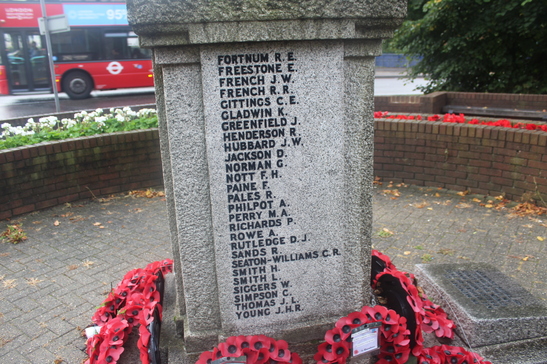 95
FORTNUM R.E.
FREESTONE E.
FRENCH J.W.
FRENCH R.R.
GITTINGS C.E.
GLADWIN K.
GREENFIELD J.
HENDERSON R.
HUBBARD J.W.
JACKSON D.
NORMAN G.
NOTT F.H.
PAINE F.
PALES R.
PHILPOT A.
PERRY M.A.
RICHARDS P.
ROWE A.
RUTLEDGE D.J.
SANDS R.
SEATON-WILLIAMS C.R.
SMITH H.
SMITH L.
SIGGERS W.
SIMPSON C.
THOMAS J.L.
YOUNG J.H.R.